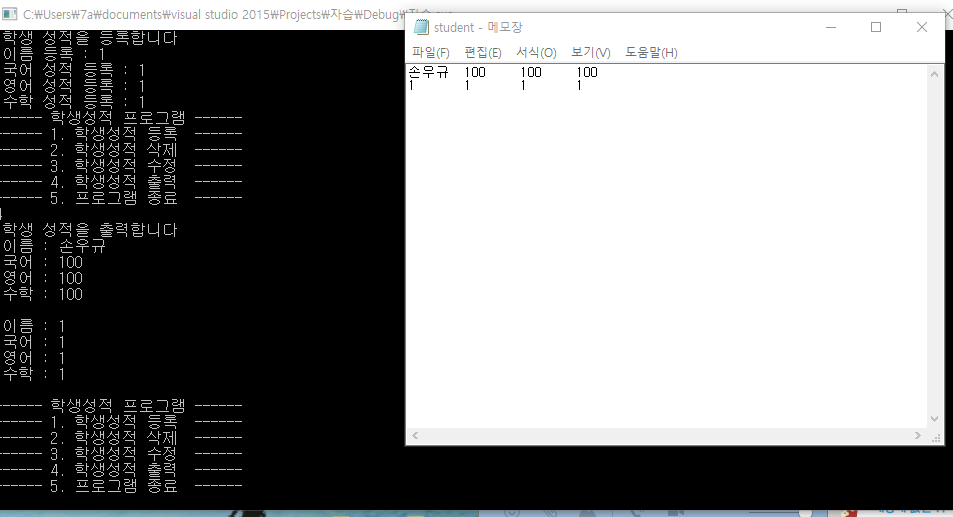 C:\Users\7a\documents\visual studio 2015\Projects\자습\Debug\자습.exe
학생 성적을 등록합니다
이름 등록 : 1
국어 성적 등록 : 1
영어 성적 등록 : 1
수학 성적 등록 : 1
------ 학생성적 프로그램 ------
------ 1. 학생성적 등록 ------
------ 2. 학생성적 삭제 ------
------ 3. 학생성적 수정 ------
------ 4. 학생성적 출력 ------
------ 5. 프로그램 종료 ------
4
학생 성적을 출력합니다
이름 : 손우규
국어 : 100
영어 : 100
수학 : 100
이름 : 1
국어 : 1
영어 : 1
수학 : 1
------ 학생성적 프로그램 ------
------ 1. 학생성적 등록 ------
------ 2. 학생성적 삭제 ------
------ 3. 학생성적 수정 ------
------ 4. 학생성적 출력 ------
------ 5. 프로그램 종료 ------
student - 메모장
파일(F) 편집(E) 서식(O) 보기(V) 도움말(H)
손우규 100 100 100
1 1 1 1